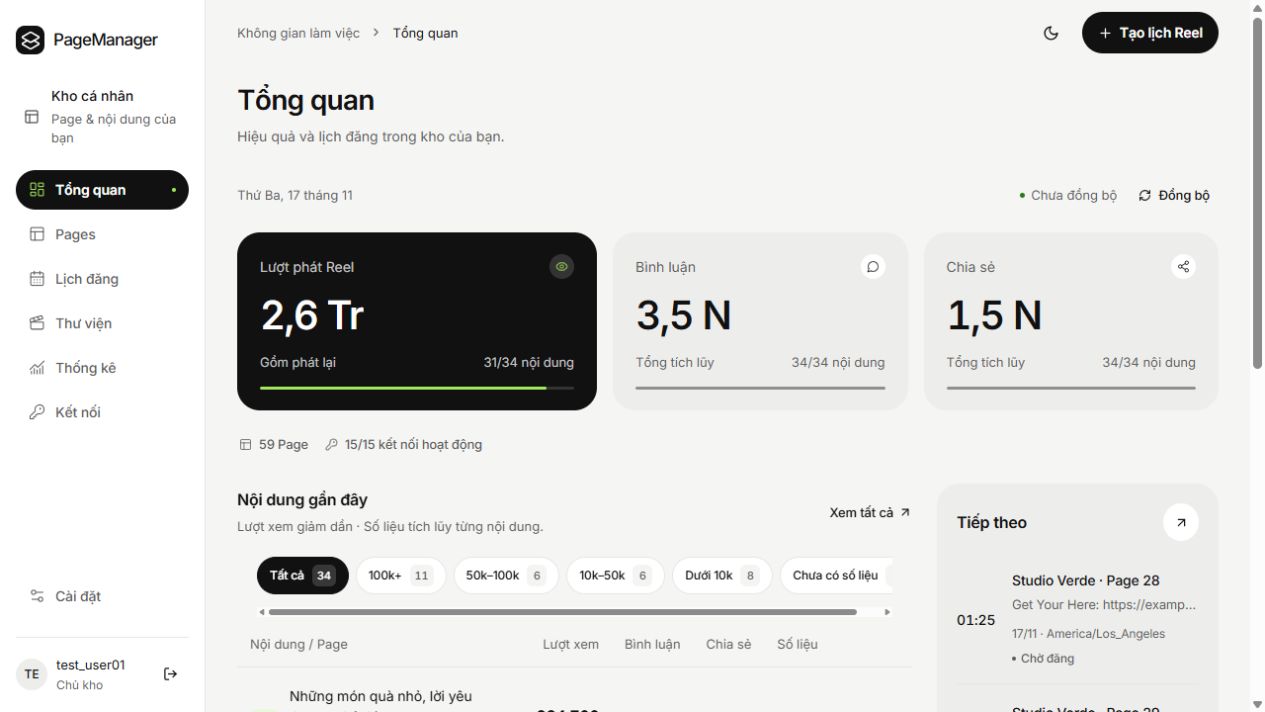 PageManager
Kho cá nhân
Page & nội dung của
bạn
Tổng quan
Pages
Lịch đăng
Thư viện
Thống kê
Kết nối
Cài đặt
TE
test_user01
Chủ kho
Không gian làm việc > Tổng quan
+ Tạo lịch Reel
Tổng quan
Hiệu quả và lịch đăng trong kho của bạn.
Thứ Ba, 17 tháng 11
Chưa đồng bộ
Đồng bộ
Lượt phát Reel
2,6 Tr
Gồm phát lại 31/34 nội dung
Bình luận
3,5 N
Tổng tích lũy 34/34 nội dung
Chia sẻ
1,5 N
Tổng tích lũy 34/34 nội dung
59 Page 15/15 kết nối hoạt động
Nội dung gần đây
Lượt xem giảm dần · Số liệu tích lũy từng nội dung.
Xem tất cả
Tất cả 34 100k+ 11 50k–100k 6 10k–50k 6 Dưới 10k 8 Chưa có số liệu
Nội dung / Page Lượt xem Bình luận Chia sẻ Số liệu
Những món quà nhỏ, lời yêu
Tiếp theo
Studio Verde · Page 28
Get Your Here: https://examp...
01:25
17/11 · America/Los_Angeles
• Chờ đăng
Studio Verde · Page 29